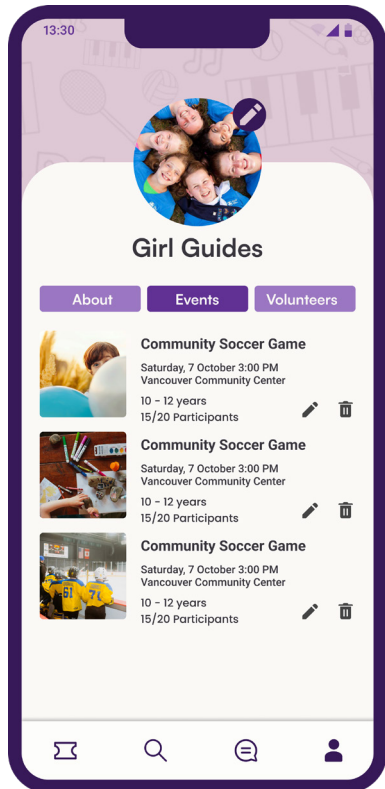 13:30
Girl Guides
About Events Volunteers
Community Soccer Game
Saturday, 7 October 3:00 PM
Vancouver Community Center
10 - 12 years
15/20 Participants
Community Soccer Game
Saturday, 7 October 3:00 PM
Vancouver Community Center
10 - 12 years
15/20 Participants
61 71
Community Soccer Game
Saturday, 7 October 3:00 PM
Vancouver Community Center
10 - 12 years
15/20 Participants